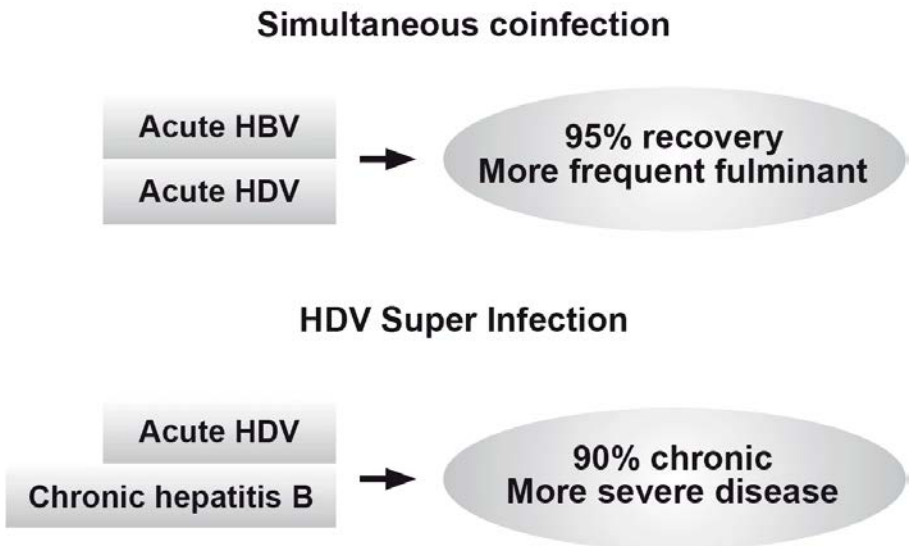 Simultaneous coinfection
Acute HBV
Acute HDV
95% recovery
More frequent fulminant
HDV Super Infection
Acute HDV
Chronic hepatitis B
90% chronic
More severe disease